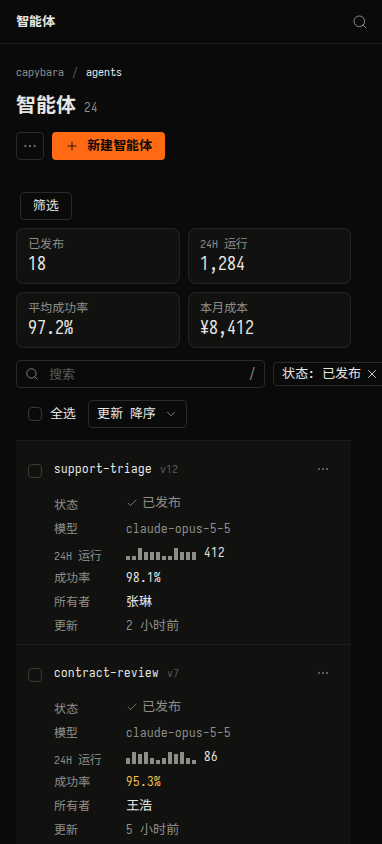 智能体
capybara / agents
智能体 24
··· + 新建智能体
筛选
已发布 24H 运行
18 1,284
平均成功率 本月成本
97.2% ¥8,412
搜索 / 状态: 已发布 ×
全选 更新 降序
support-triage v12 ···
状态 ✓ 已发布
模型 claude-opus-5-5
24H 运行 412
成功率 98.1%
所有者 张琳
更新 2 小时前
contract-review v7 ···
状态 ✓ 已发布
模型 claude-opus-5-5
24H 运行 86
成功率 95.3%
所有者 王浩
更新 5 小时前